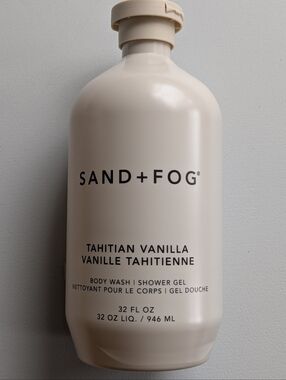 SAND+FOG®
TAHITIAN VANILLA
VANILLE TAHITIENNE
BODY WASH | SHOWER GEL
NETTOYANT POUR LE CORPS | GEL DOUCHE
32 FL OZ
32 OZ LIQ. / 946 ML